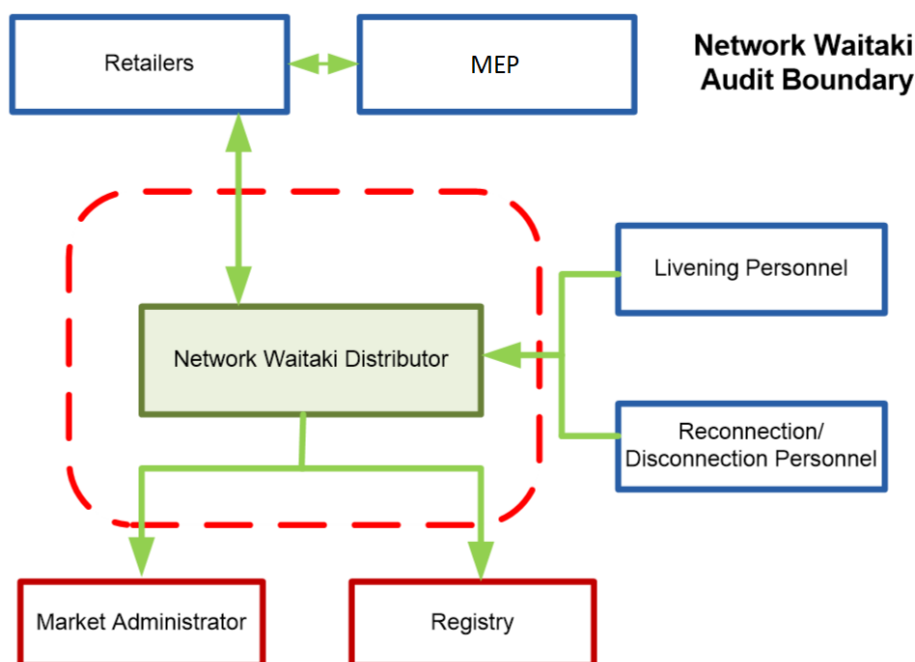 Retailers
MEP
Network Waitaki
Audit Boundary
Livening Personnel
Network Waitaki Distributor
Reconnection/
Disconnection Personnel
Market Administrator
Registry